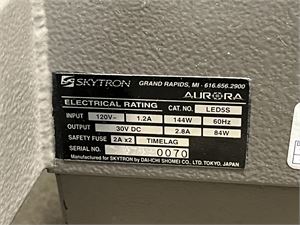 SKYTRON GRAND RAPIDS, MI · 616.656.2900
AURORA
ELECTRICAL RATING CAT. NO. LED5S
INPUT 120V~ 1.2A 144W 60Hz
OUTPUT 30V DC 2.8A 84W
SAFETY FUSE 2A x2 TIMELAG
SERIAL NO. 0070
Manufactured for SKYTRON by DAI-ICHI SHOMEI CO., LTD. TOKYO, JAPAN